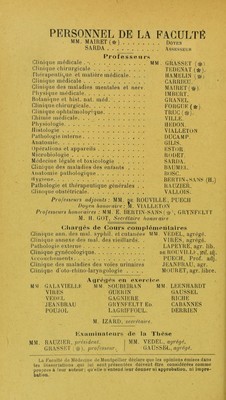 PERSONNEL DE LA FACULTÉ
MM. MAIRET (✻) . . . . . . . . . DOYEN
SARDA . . . . . . . . . . . . . ASSESSEUR
Professeurs
Clinique médicale . . . . . . . . . MM. GRASSET (✻).
Clinique chirurgicale . . . . . . . . TEDENAT (✻).
Thérapeutique et matière médicale. . . . HAMELIN (✻)
Clinique médicale . . . . . . . . . CARRIEU.
Clinique des maladies mentales et nerv. MAIRET (✻).
Physique médicale. . . . . . . . . IMBERT.
Botanique et hist. nat. méd. . . . . . GRANEL.
Clinique chirurgicale. . . . . . . . FORGUE (✻)
Clinique ophtalmologique. . . . . . . TRUC (✻).
Chimie médicale. . . . . . . . . . VILLE.
Physiologie. . . . . . . . . . . HEDON.
Histologie . . . . . . . . . . . VIALLETON
Pathologie interne. . . . . . . . . DUCAMP.
Anatomie. . . . . . . . . . . . GILIS.
Opérations et appareils . . . . . . . ESTOR.
Microbiologie . . . . . . . . . . RODET.
Médecine légale et toxicologie . . . . SARDA.
Clinique des maladies des enfants . . . BAUMEL.
Anatomie pathologique . . . . . . . BOSC.
Hygiène. . . . . . . . . . . . BERTIN-SANS (H.)
Pathologie et thérapeutique générales . . RAUZIER.
Clinique obstétricale. . . . . . . . VALLOIS.
Professeurs adjoints : MM. DE ROUVILLE, PUECH
Doyen honoraire : M. VIALLETON
Professeurs honoraires : MM. E. BERTIN-SANS (✻), GRYNFELTT
M. H. GOT, Secrétaire honoraire
Chargés de Cours complémentaires
Clinique ann. des mal. syphil. et cutanées MM. VEDEL, agrégé.
Clinique annexe des mal. des vieillards. VIRES, agrégé.
Pathologie externe . . . . . . . . LAPEYRE, agr. lib.
Clinique gynécologique. . . . . . . DE ROUVILLE, Prof. adj.
Accouchements. . . . . . . . . . PUECH, Prof. adj.
Clinique des maladies des voies urinaires JEANBRAU, agr.
Clinique d'oto-rhino-laryngologie . . . MOURET, agr. libre.
Agrégés en exercice
MM. GALAVIELLE MM. SOUBEIRAN MM. LEENHARDT
VIRES GUERIN GAUSSEL
VEDEL GAGNIERE RICHE
JEANBRAU GRYNFELTT Ed. CABANNES
POUJOL LAGRIFFOUL. DERRIEN
M. IZARD, secrétaire.
Examinateurs de la Thèse
MM. RAUZIER, président. MM. VEDEL, agrégé.
GRASSET (✻), professeur. GAUSSEL, agrégé.
La Faculté de Médecine de Montpellier déclare que les opinions émises dans
les dissertations qui lui sont présentées doivent être considérées comme
propres à leur auteur ; qu'elle n'entend leur donner ni approbation, ni improbation.